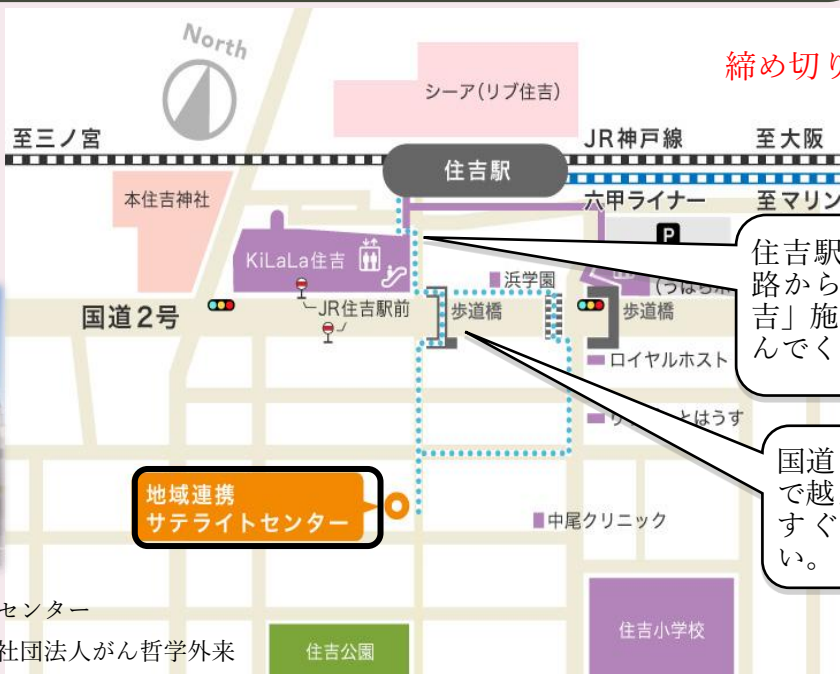 North
締め切り
シーア(リブ住吉)
至三ノ宮
JR神戸線
至大阪
住吉駅
六甲ライナー
至マリン
本住吉神社
P
KiLaLa住吉
浜学園
住吉駅
路から
吉」施
んでく
国道2号
JR住吉駅前
歩道橋
歩道橋
ロイヤルホスト
とはうす
国道
で越
すぐ
い。
地域連携
サテライトセンター
中尾クリニック
センター
社団法人がん哲学外来
住吉公園
住吉小学校